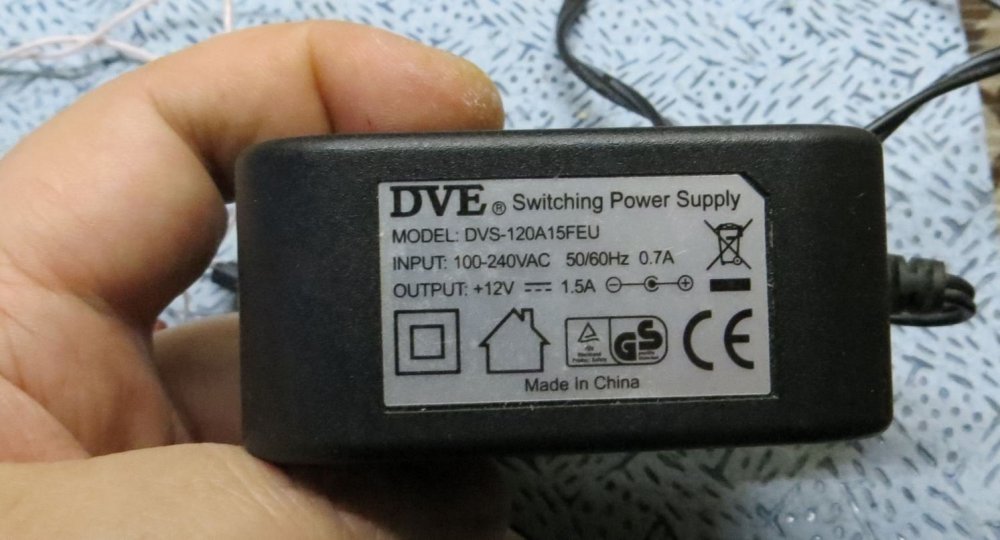 DVE® Switching Power Supply
MODEL: DVS-120A15FEU
INPUT: 100-240VAC 50/60Hz 0.7A
OUTPUT: +12V 1.5A
GS
CE
Made In China